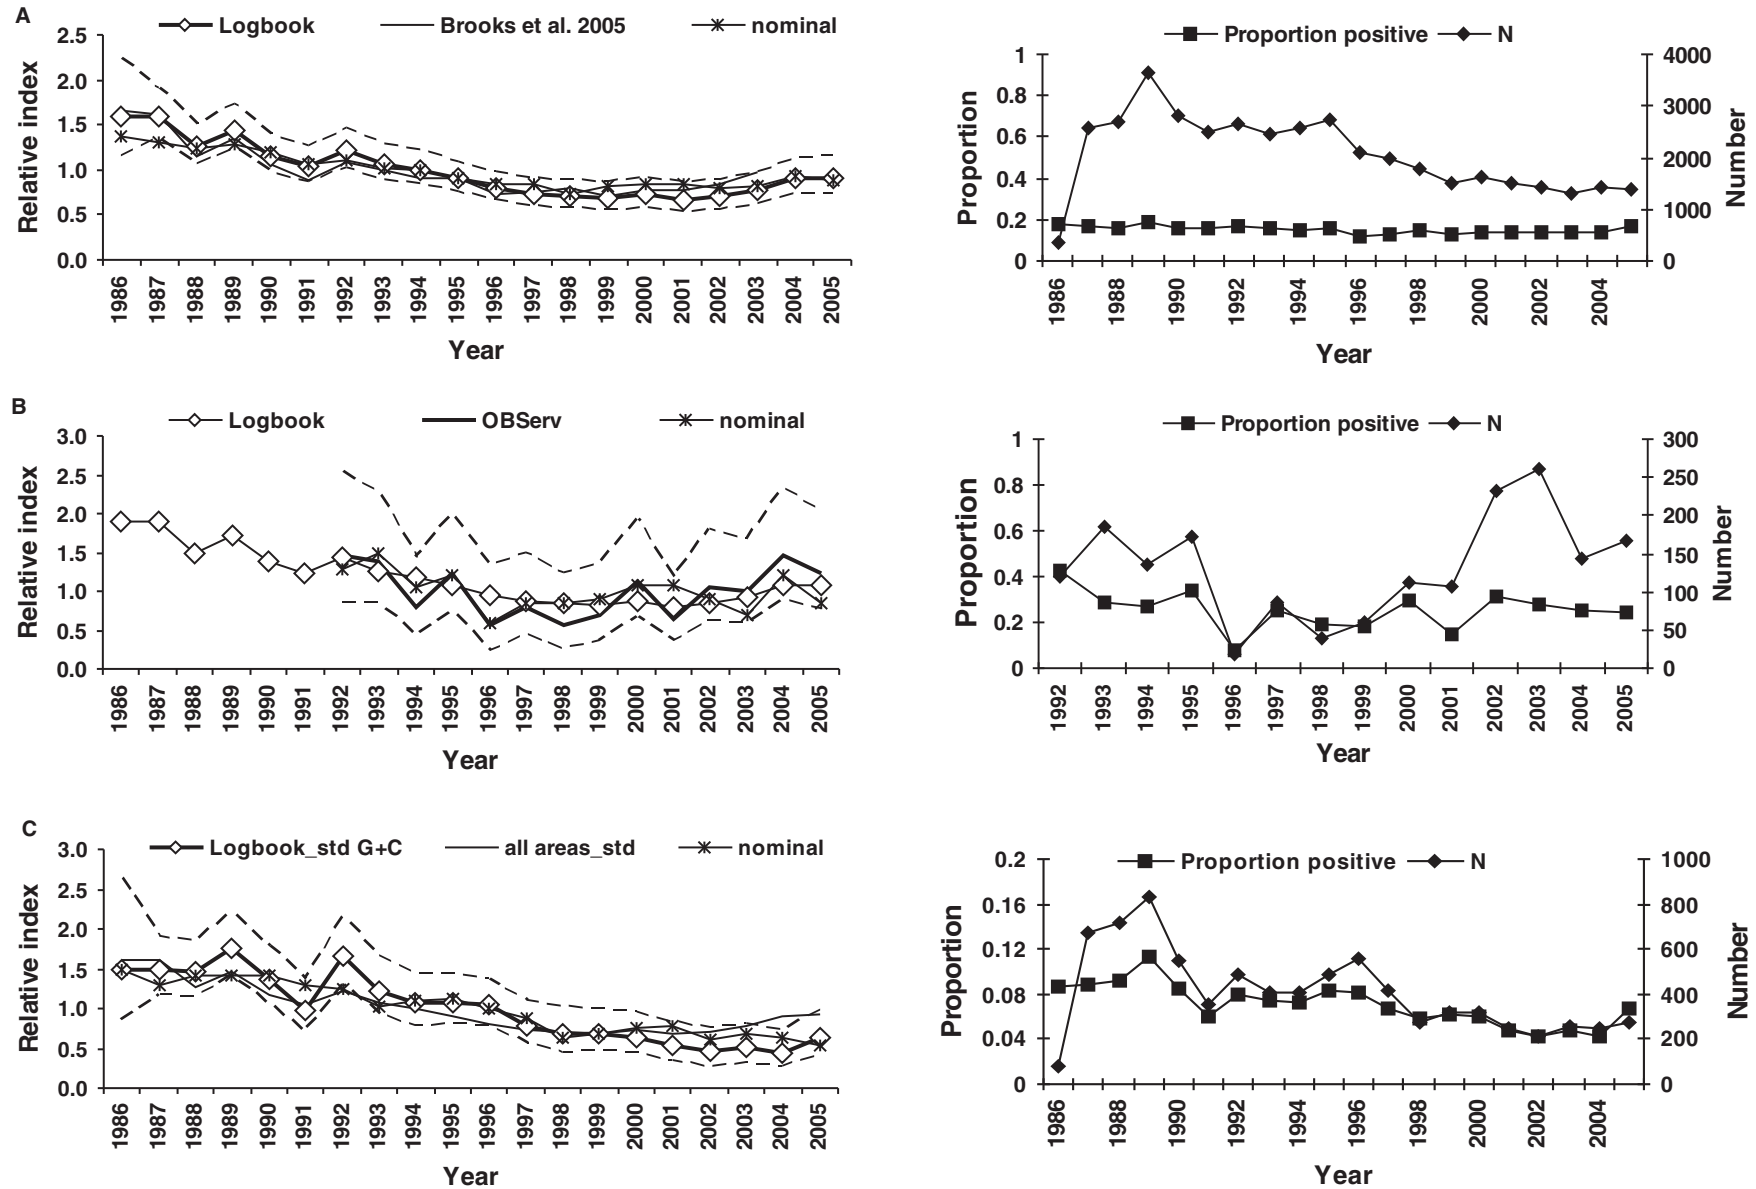 A
Logbook Brooks et al. 2005 nominal
Relative index
2.5
2.0
1.5
1.0
0.5
0.0
1986 1987 1988 1989 1990 1991 1992 1993 1994 1995 1996 1997 1998 1999 2000 2001 2002 2003 2004 2005
Year
Proportion positive N
Proportion
1
0.8
0.6
0.4
0.2
0
4000
3000
2000
1000
0
Number
1986 1988 1990 1992 1994 1996 1998 2000 2002 2004
Year
B
Logbook OBServ nominal
Relative index
3.0
2.5
2.0
1.5
1.0
0.5
0.0
1986 1987 1988 1989 1990 1991 1992 1993 1994 1995 1996 1997 1998 1999 2000 2001 2002 2003 2004 2005
Year
Proportion positive N
Proportion
1
0.8
0.6
0.4
0.2
0
300
250
200
150
100
50
0
Number
1992 1993 1994 1995 1996 1997 1998 1999 2000 2001 2002 2003 2004 2005
Year
C
Logbook_std G+C all areas_std nominal
Relative index
3.0
2.5
2.0
1.5
1.0
0.5
0.0
1986 1987 1988 1989 1990 1991 1992 1993 1994 1995 1996 1997 1998 1999 2000 2001 2002 2003 2004 2005
Year
Proportion positive N
Proportion
0.2
0.16
0.12
0.08
0.04
0
1000
800
600
400
200
0
Number
1986 1988 1990 1992 1994 1996 1998 2000 2002 2004
Year